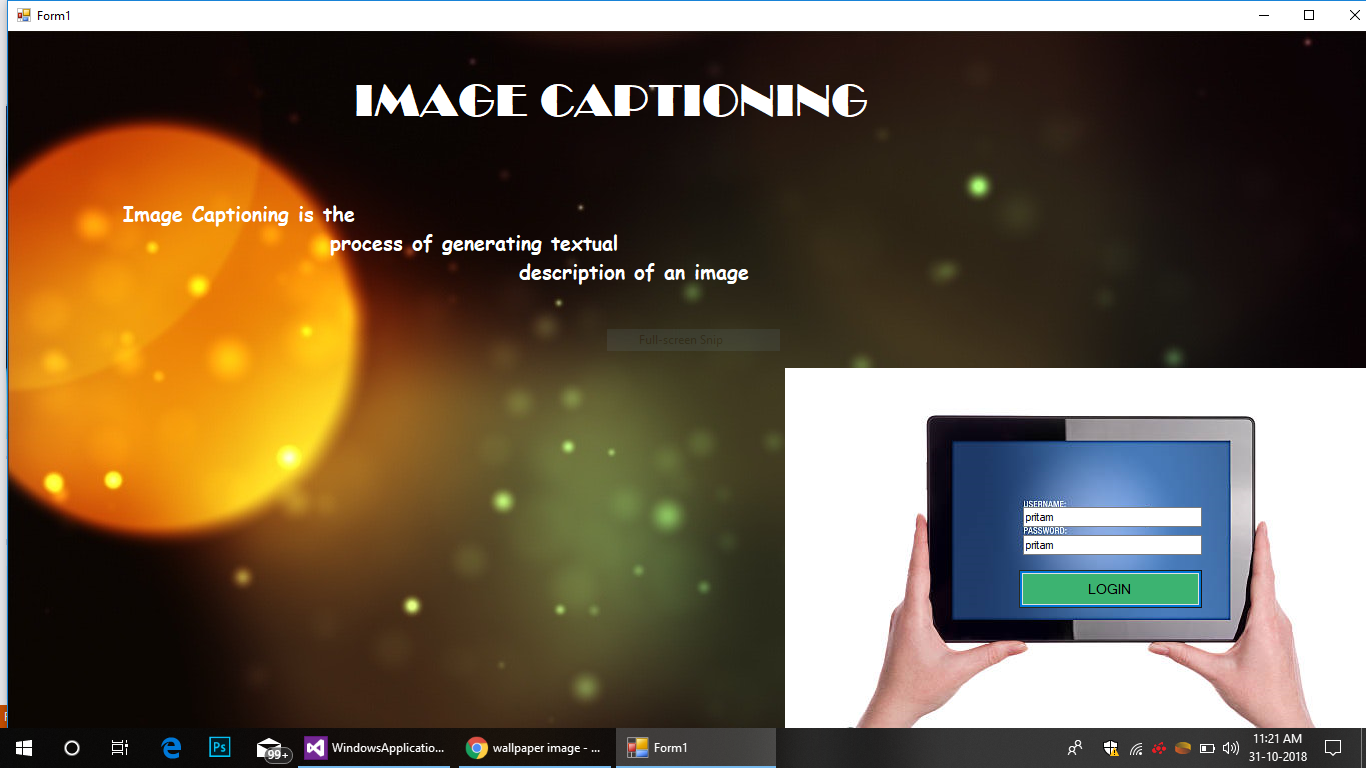 Form1
IMAGE CAPTIONING
Image Captioning is the
process of generating textual
description of an image
Full-screen Snip
USERNAME:
pritam
PASSWORD:
pritam
LOGIN
Ps
99+
WindowsApplicatio...
wallpaper image - ...
Form1
11:21 AM
31-10-2018